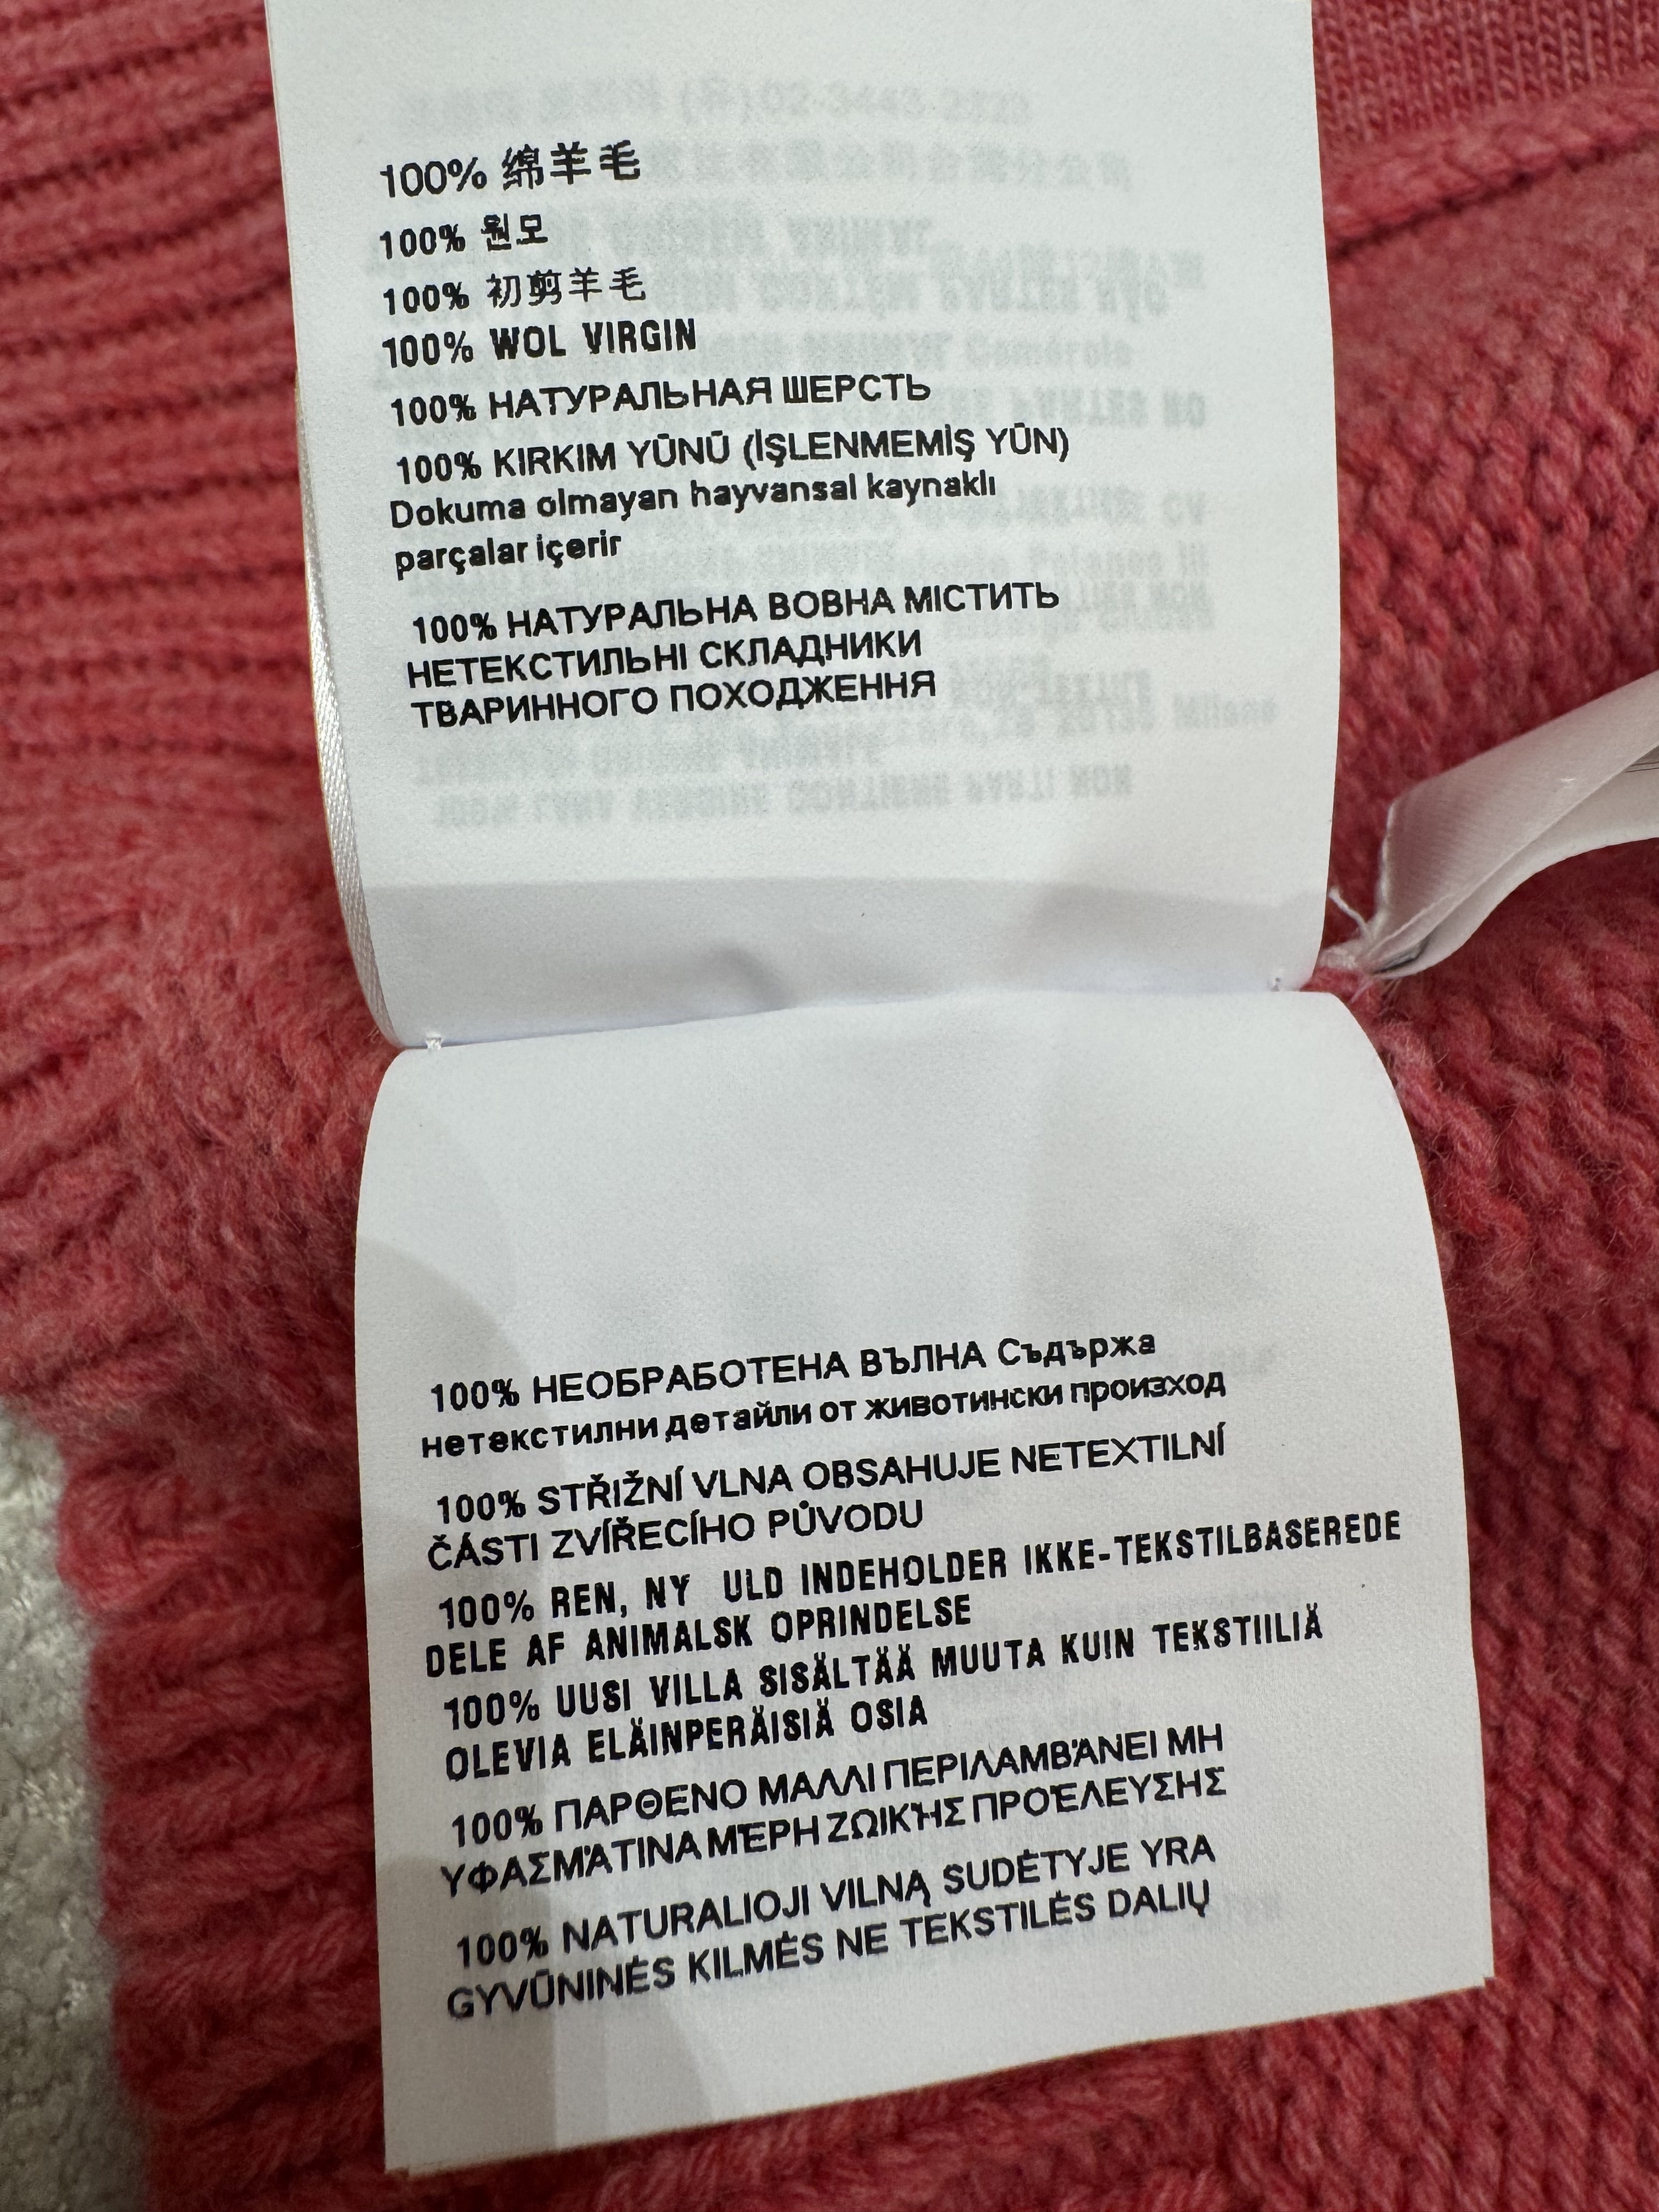 100% 绵羊毛
100% 원모
100% 初剪羊毛
100% WOL VIRGIN
100% НАТУРАЛЬНАЯ ШЕРСТЬ
100% KIRKIM YŪNŪ (İŞLENMEMİŞ YŪN)
Dokuma olmayan hayvansal kaynaklı
parçalar içerir
100% НАТУРАЛЬНА ВОВНА МІСТИТЬ
НЕТЕКСТИЛЬНІ СКЛАДНИКИ
ТВАРИННОГО ПОХОДЖЕННЯ
100% НЕОБРАБОТЕНА ВЪЛНА Съдържа
нетекстилни детайли от животински произход
100% STŘIŽNÍ VLNA OBSAHUJE NETEXTILNÍ
ČÁSTI ZVÍŘECÍHO PŮVODU
100% REN, NY ULD INDEHOLDER IKKE-TEKSTILBASEREDE
DELE AF ANIMALSK OPRINDELSE
100% UUSI VILLA SISÄLTÄÄ MUUTA KUIN TEKSTIILIÄ
OLEVIA ELÄINPERÄISIÄ OSIA
100% ΠΑΡΘΕΝΟ ΜΑΛΛΙ ΠΕΡΙΛΑΜΒΆΝΕΙ ΜΗ
ΥΦΑΣΜΆΤΙΝΑ ΜΈΡΗ ΖΩΙΚΉΣ ΠΡΟΈΛΕΥΣΗΣ
100% NATURALIOJI VILNĄ SUDĖTYJE YRA
GYVŪNINĖS KILMĖS NE TEKSTILĖS DALIŲ